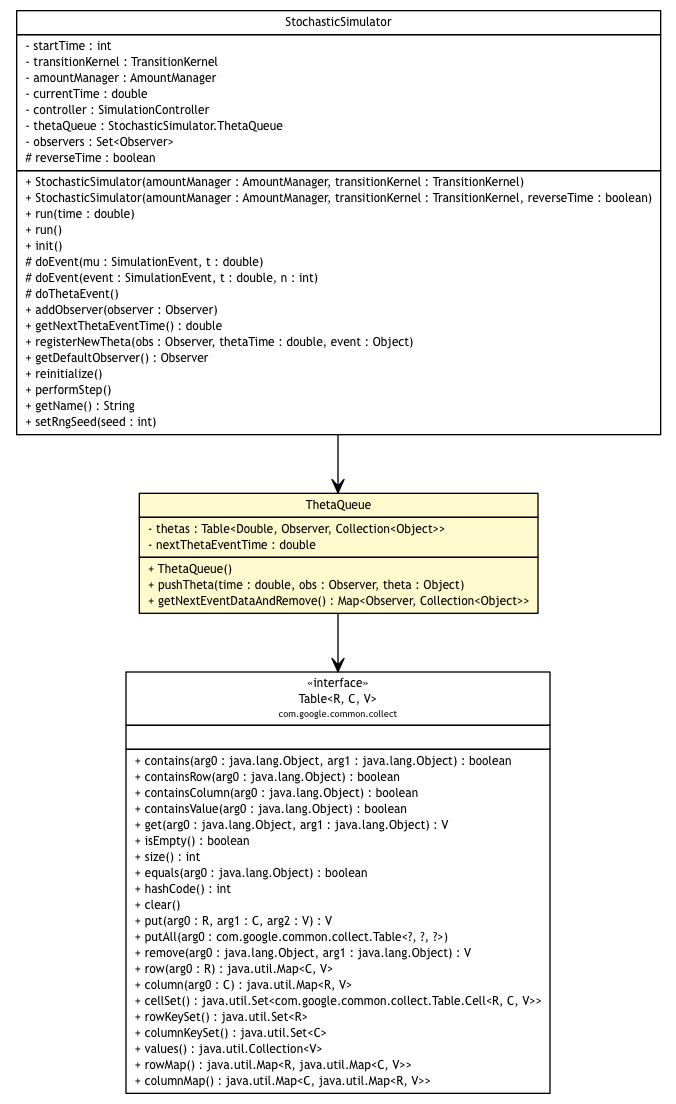 StochasticSimulator
- startTime : int
- transitionKernel : TransitionKernel
- amountManager : AmountManager
- currentTime : double
- controller : SimulationController
- thetaQueue : StochasticSimulator.ThetaQueue
- observers : Set<Observer>
# reverseTime : boolean
+ StochasticSimulator(amountManager : AmountManager, transitionKernel : TransitionKernel)
+ StochasticSimulator(amountManager : AmountManager, transitionKernel : TransitionKernel, reverseTime : boolean)
+ run(time : double)
+ run()
+ init()
# doEvent(mu : SimulationEvent, t : double)
# doEvent(event : SimulationEvent, t : double, n : int)
# doThetaEvent()
+ addObserver(observer : Observer)
+ getNextThetaEventTime() : double
+ registerNewTheta(obs : Observer, thetaTime : double, event : Object)
+ getDefaultObserver() : Observer
+ reinitialize()
+ performStep()
+ getName() : String
+ setRngSeed(seed : int)
ThetaQueue
- thetas : Table<Double, Observer, Collection<Object>>
- nextThetaEventTime : double
+ ThetaQueue()
+ pushTheta(time : double, obs : Observer, theta : Object)
+ getNextEventDataAndRemove() : Map<Observer, Collection<Object>>
«interface»
Table<R, C, V>
com.google.common.collect
+ contains(arg0 : java.lang.Object, arg1 : java.lang.Object) : boolean
+ containsRow(arg0 : java.lang.Object) : boolean
+ containsColumn(arg0 : java.lang.Object) : boolean
+ containsValue(arg0 : java.lang.Object) : boolean
+ get(arg0 : java.lang.Object, arg1 : java.lang.Object) : V
+ isEmpty() : boolean
+ size() : int
+ equals(arg0 : java.lang.Object) : boolean
+ hashCode() : int
+ clear()
+ put(arg0 : R, arg1 : C, arg2 : V) : V
+ putAll(arg0 : com.google.common.collect.Table<?, ?, ?>)
+ remove(arg0 : java.lang.Object, arg1 : java.lang.Object) : V
+ row(arg0 : R) : java.util.Map<C, V>
+ column(arg0 : C) : java.util.Map<R, V>
+ cellSet() : java.util.Set<com.google.common.collect.Table.Cell<R, C, V>>
+ rowKeySet() : java.util.Set<R>
+ columnKeySet() : java.util.Set<C>
+ values() : java.util.Collection<V>
+ rowMap() : java.util.Map<R, java.util.Map<C, V>>
+ columnMap() : java.util.Map<C, java.util.Map<R, V>>